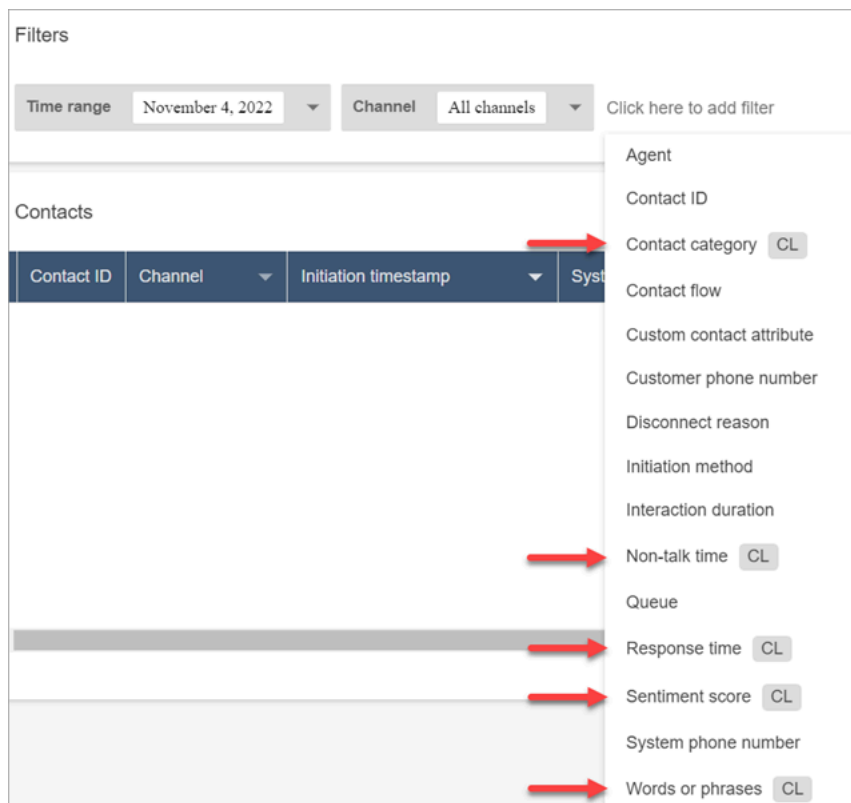 Filters
Time range November 4, 2022 Channel All channels Click here to add filter
Agent
Contact ID
Contacts
Contact category CL
Contact ID Channel Initiation timestamp Syst
Contact flow
Custom contact attribute
Customer phone number
Disconnect reason
Initiation method
Interaction duration
Non-talk time CL
Queue
Response time CL
Sentiment score CL
System phone number
Words or phrases CL